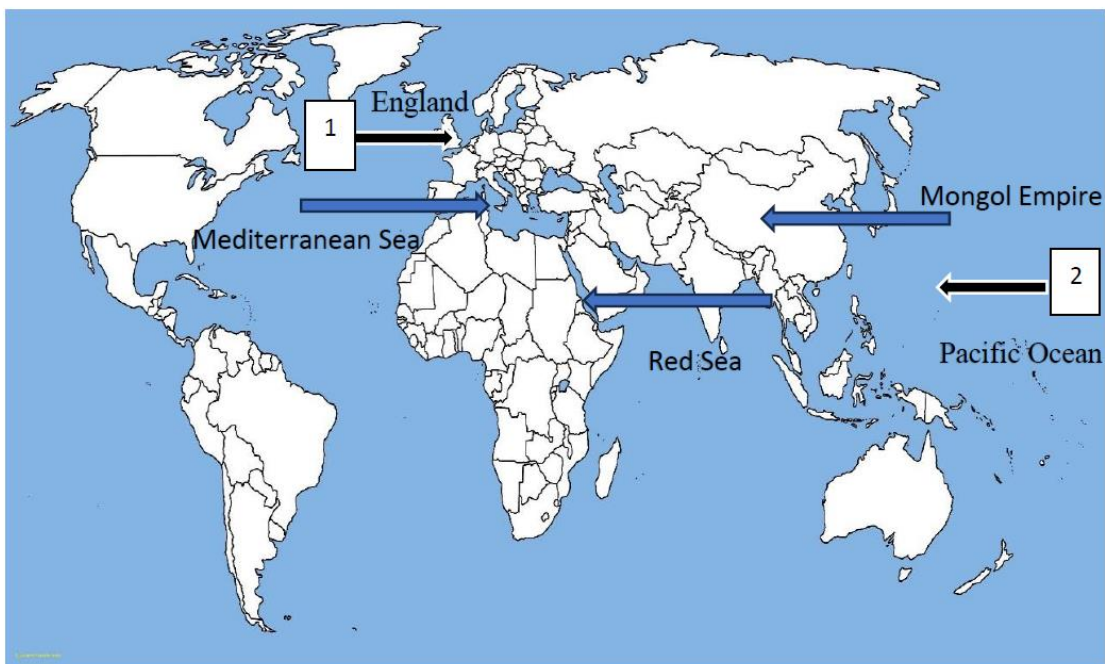 England
1
Mongol Empire
Mediterranean Sea
2
Red Sea
Pacific Ocean